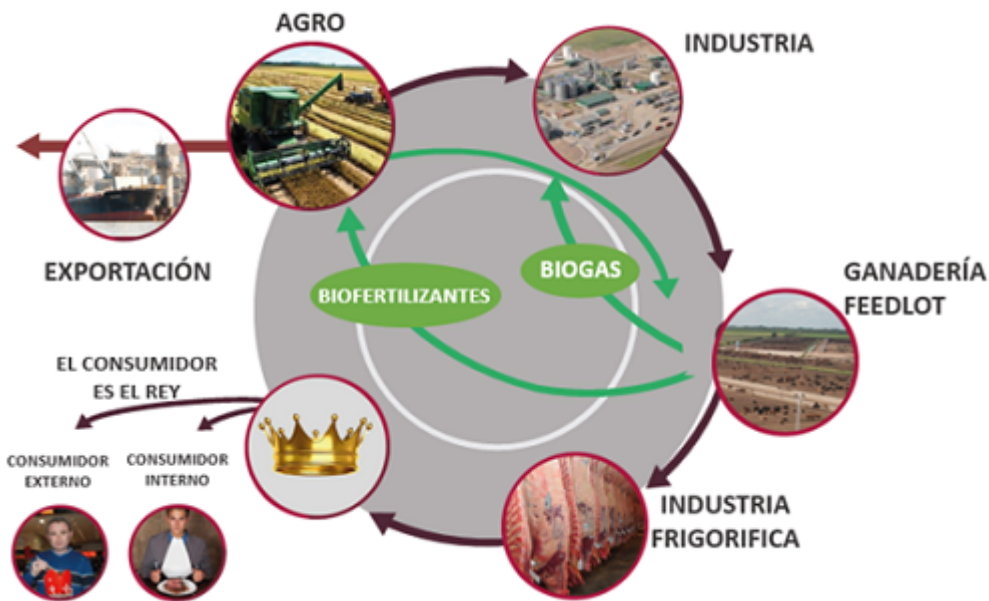 AGRO
INDUSTRIA
EXPORTACIÓN
BIOFERTILIZANTES
BIOGAS
GANADERÍA
FEEDLOT
EL CONSUMIDOR
ES EL REY
CONSUMIDOR
EXTERNO
CONSUMIDOR
INTERNO
INDUSTRIA
FRIGORIFICA